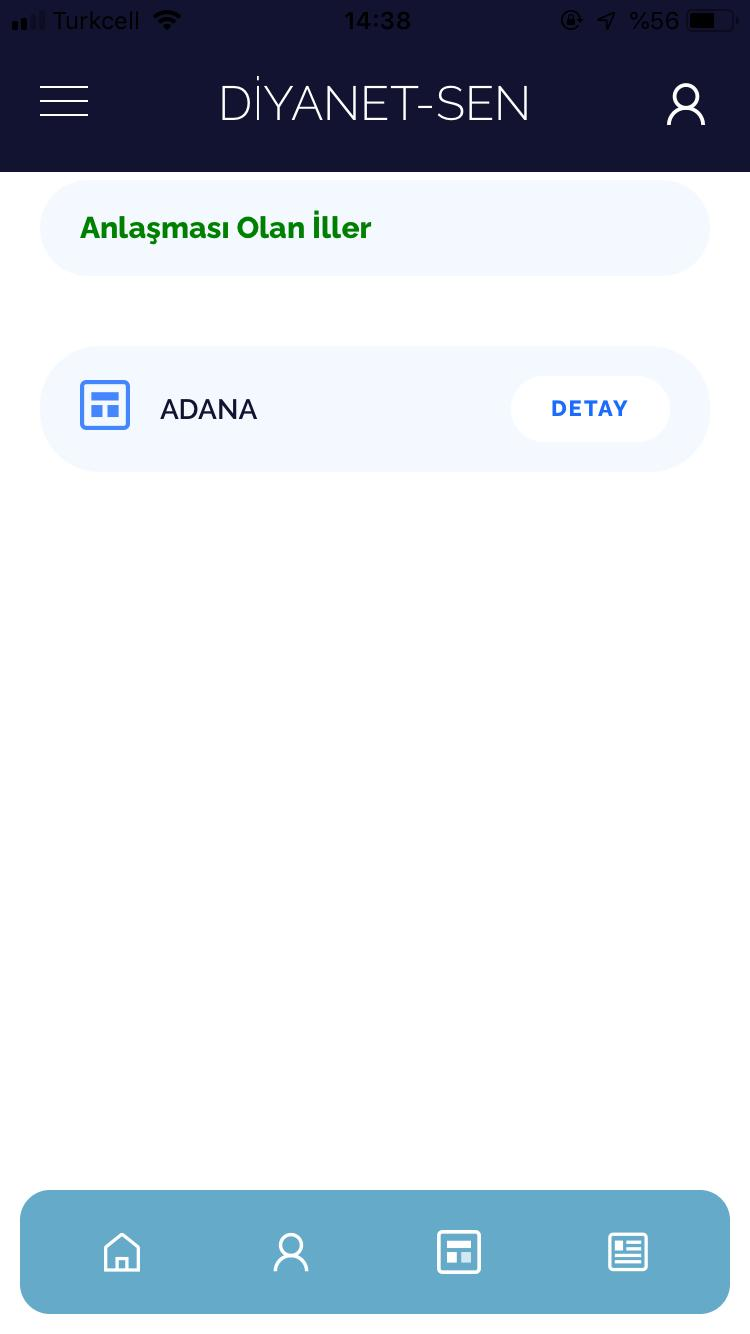 Turkcell 14:38 %56
DİYANET-SEN
Anlaşması Olan İller
ADANA DETAY